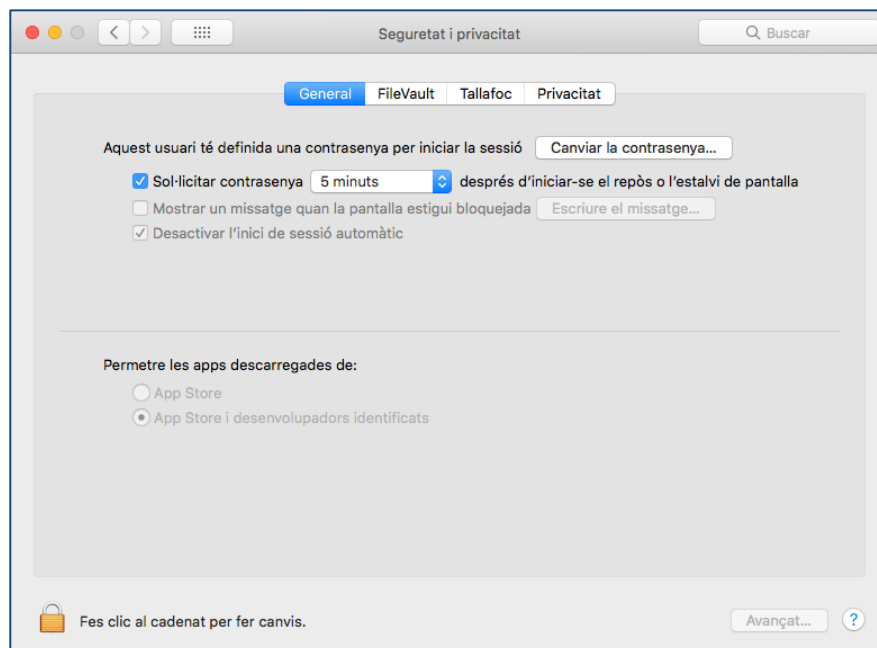 Seguretat i privacitat
Buscar
General FileVault Tallafoc Privacitat
Aquest usuari té definida una contrasenya per iniciar la sessió Canviar la contrasenya...
Sol·licitar contrasenya 5 minuts després d'iniciar-se el repòs o l'estalvi de pantalla
Mostrar un missatge quan la pantalla estigui bloquejada Escriure el missatge...
Desactivar l'inici de sessió automàtic
Permetre les apps descarregades de:
App Store
App Store i desenvolupadors identificats
Fes clic al cadenat per fer canvis.
Avançat... ?